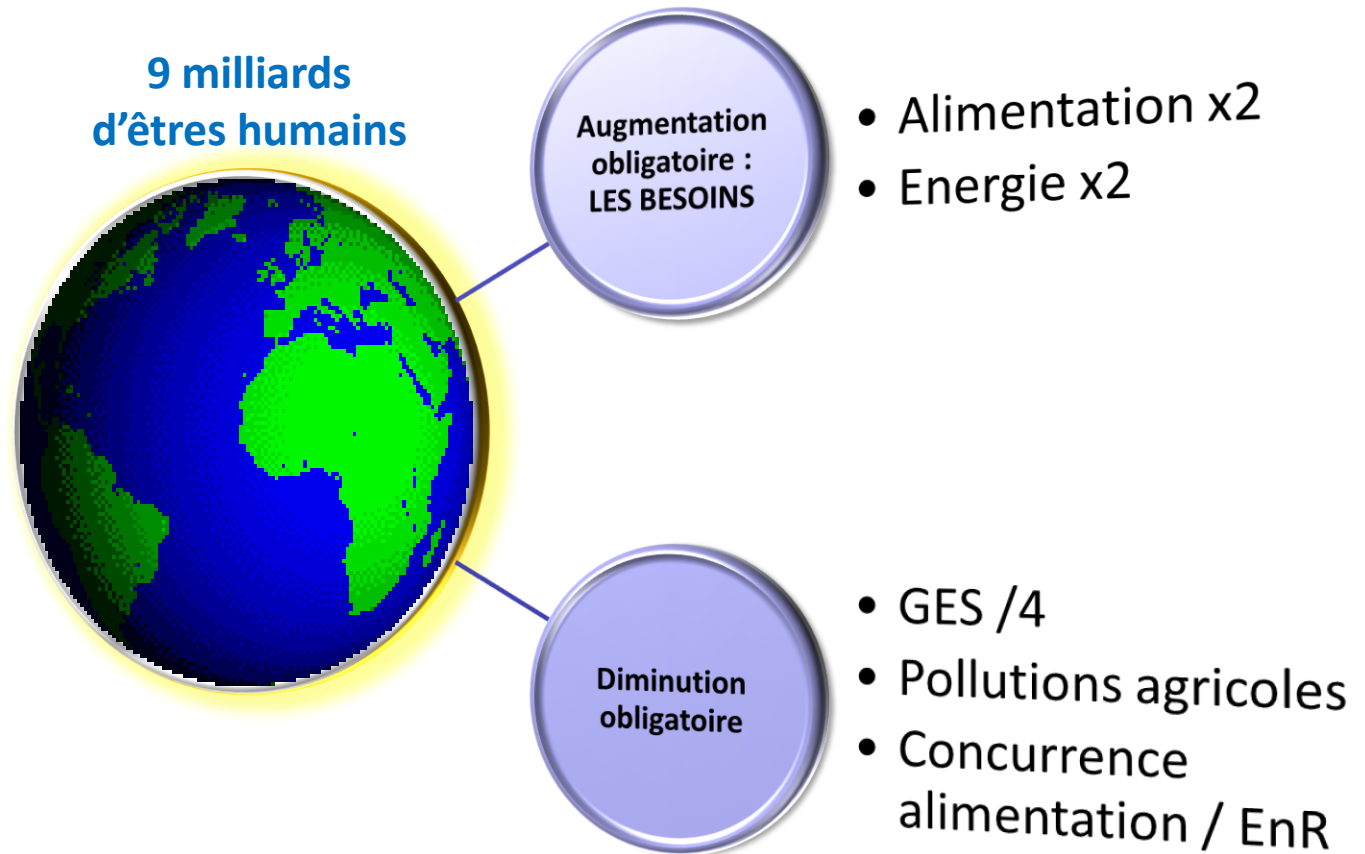 9 milliards
d’êtres humains
Augmentation
obligatoire :
LES BESOINS
• Alimentation x2
• Energie x2
Diminution
obligatoire
• GES /4
• Pollutions agricoles
• Concurrence
alimentation / EnR